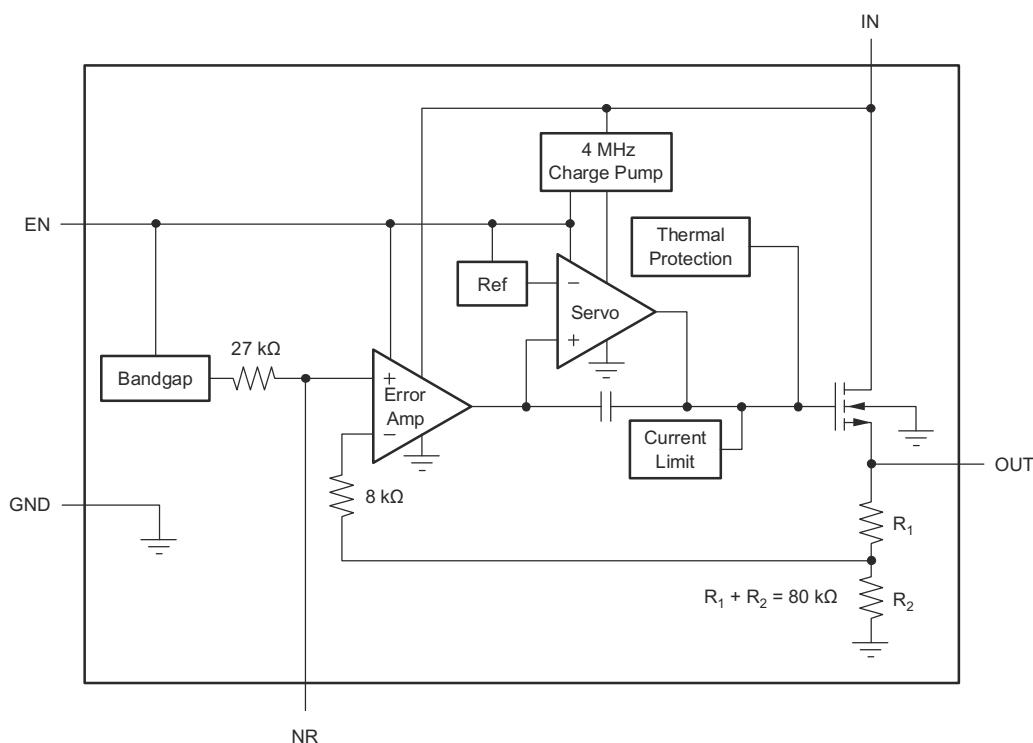 IN
4 MHz
Charge Pump
EN
Thermal
Protection
Ref
−
Servo
+
27 kΩ
Bandgap
+
Error
Amp
−
Current
Limit
OUT
8 kΩ
GND
R1
R1 + R2 = 80 kΩ
R2
NR